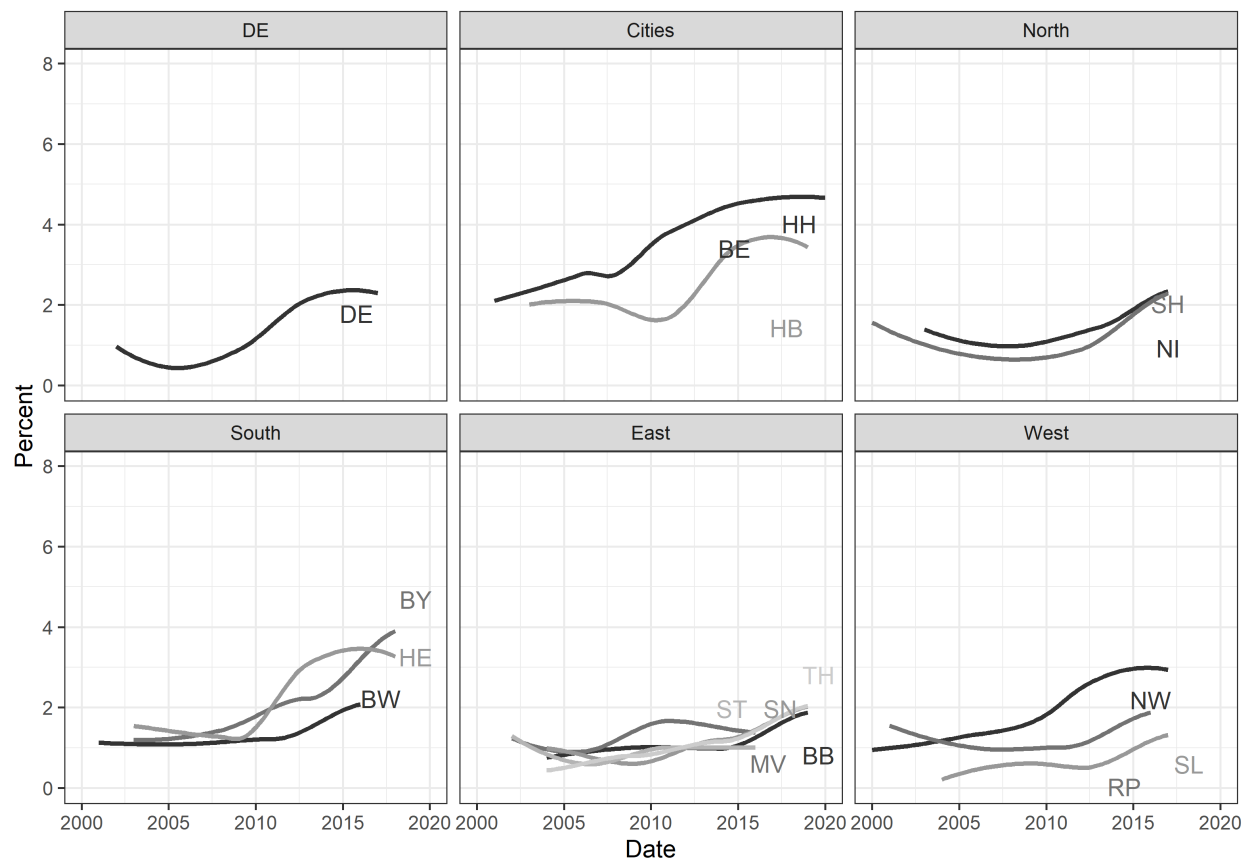 DE
Cities
North
8
6
4
2
0
DE
HH
BE
HB
SH
NI
Percent
South
East
West
8
6
4
2
0
BY
HE
BW
TH
ST
SN
MV
BB
NW
SL
RP
2000 2005 2010 2015 2020
2000 2005 2010 2015 2020
2000 2005 2010 2015 2020
Date